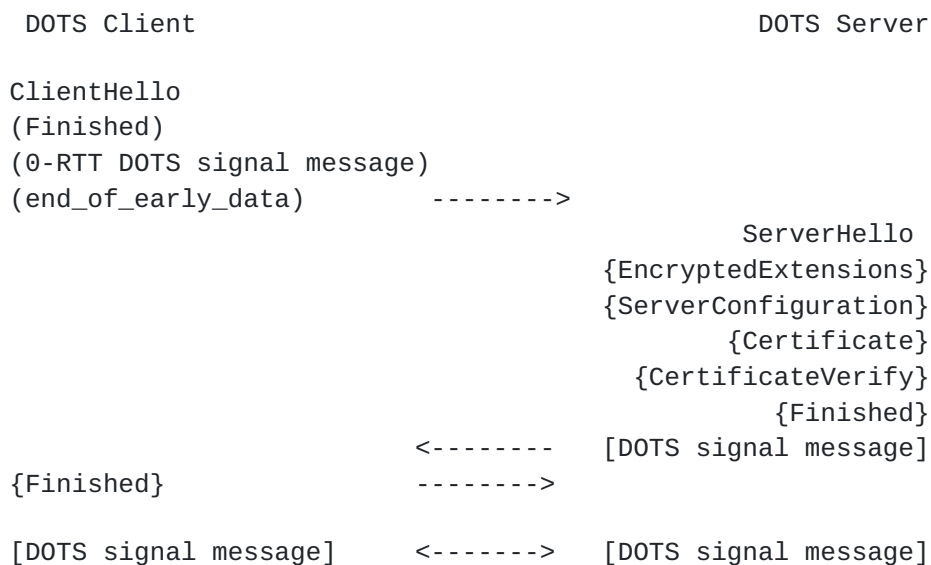 DOTS Client                                   DOTS Server
ClientHello
(Finished)
(0-RTT DOTS signal message)
(end_of_early_data)        -------->
ServerHello
{EncryptedExtensions}
{ServerConfiguration}
{Certificate}
{CertificateVerify}
{Finished}
<--------   [DOTS signal message]
{Finished}                -------->
[DOTS signal message]     <------->   [DOTS signal message]